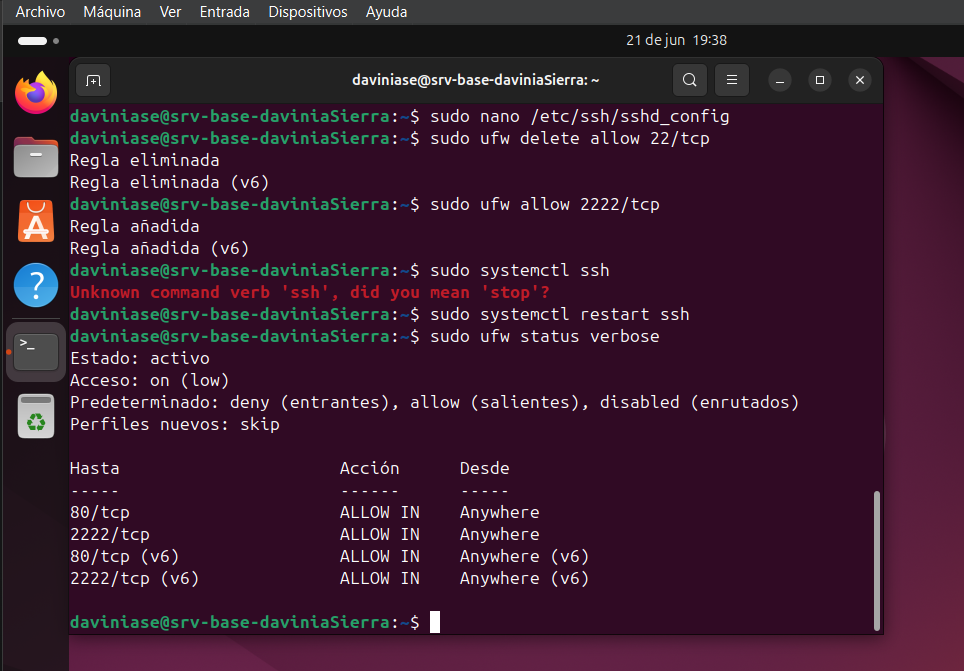 Archivo Máquina Ver Entrada Dispositivos Ayuda
21 de jun 19:38
daviniase@srv-base-daviniaSierra: ~
daviniase@srv-base-daviniaSierra:~$ sudo nano /etc/ssh/sshd_config
daviniase@srv-base-daviniaSierra:~$ sudo ufw delete allow 22/tcp
Regla eliminada
Regla eliminada (v6)
daviniase@srv-base-daviniaSierra:~$ sudo ufw allow 2222/tcp
Regla añadida
Regla añadida (v6)
daviniase@srv-base-daviniaSierra:~$ sudo systemctl ssh
Unknown command verb 'ssh', did you mean 'stop'?
daviniase@srv-base-daviniaSierra:~$ sudo systemctl restart ssh
daviniase@srv-base-daviniaSierra:~$ sudo ufw status verbose
Estado: activo
Acceso: on (low)
Predeterminado: deny (entrantes), allow (salientes), disabled (enrutados)
Perfiles nuevos: skip
Hasta Acción Desde
----- ------ -----
80/tcp ALLOW IN Anywhere
2222/tcp ALLOW IN Anywhere
80/tcp (v6) ALLOW IN Anywhere (v6)
2222/tcp (v6) ALLOW IN Anywhere (v6)
daviniase@srv-base-daviniaSierra:~$